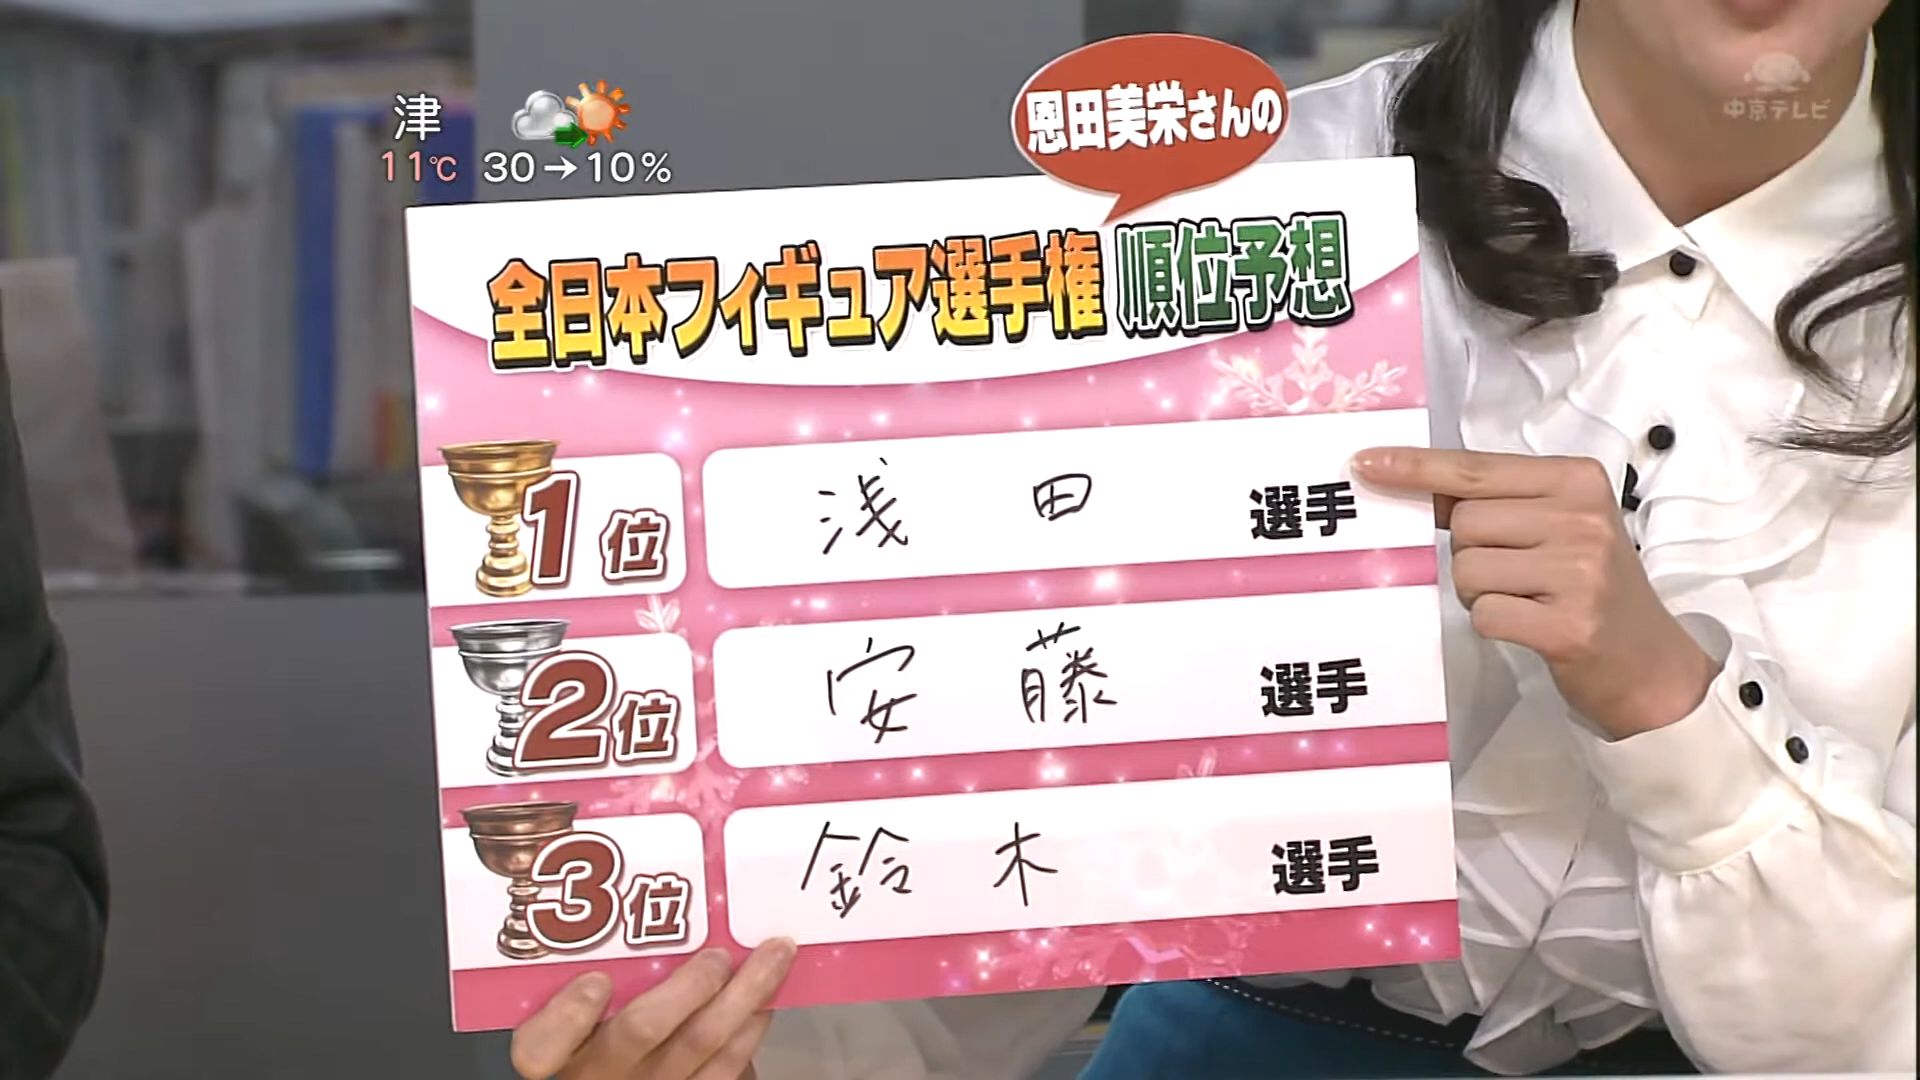 津
11℃ 30→10%
中京テレビ
恩田美栄さんの
全日本フィギュア選手権 順位予想
1位 浅田 選手
2位 安藤 選手
3位 鈴木 選手